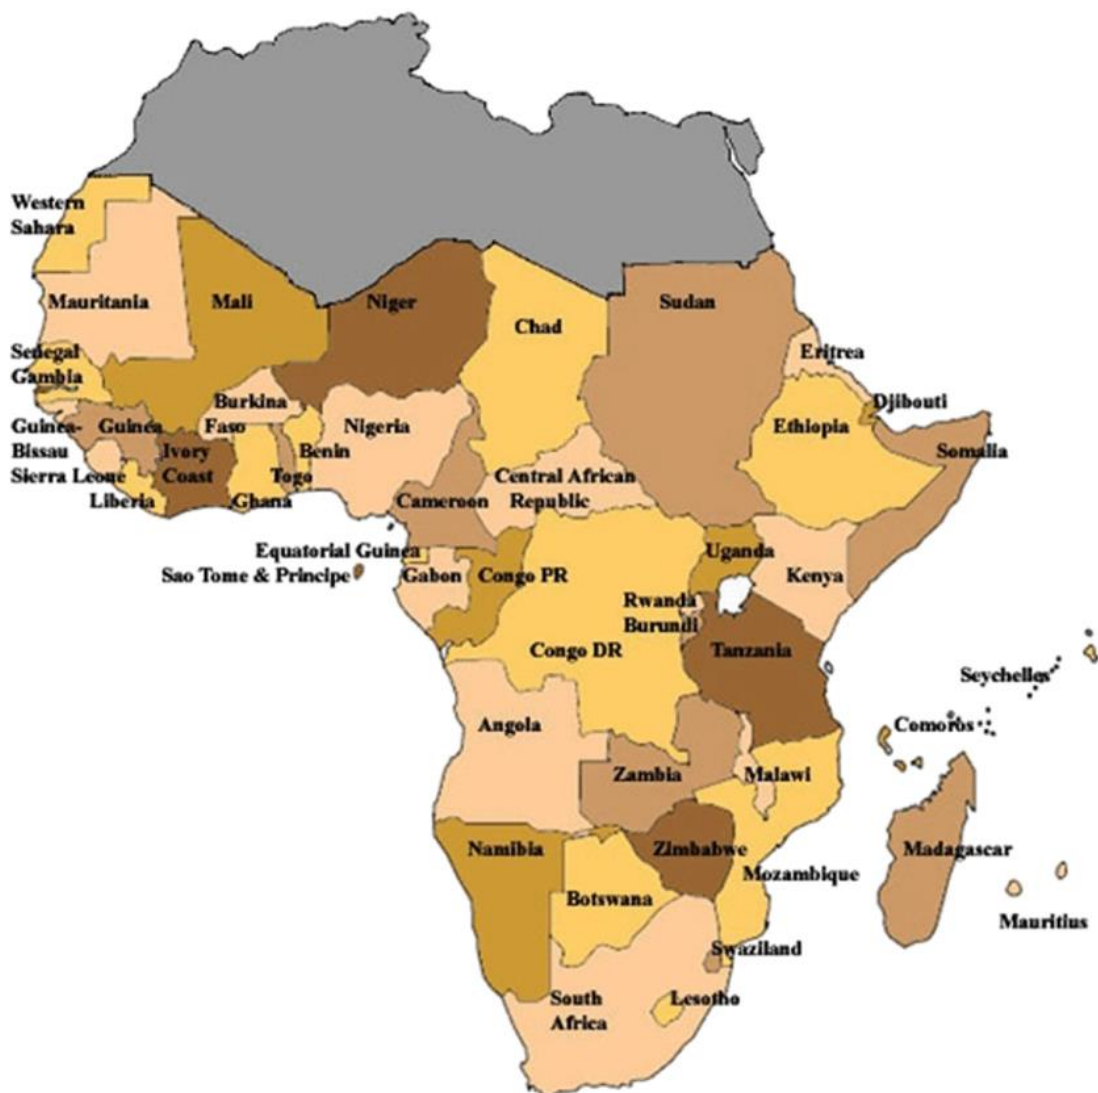 Western
Sahara
Mauritania
Mali
Niger
Chad
Sudan
Eritrea
Senegal
Gambia
Djibouti
Burkina
Faso
Guinea-
Bissau
Guinea
Nigeria
Ethiopia
Ivory
Coast
Benin
Somalia
Sierra Leone
Togo
Central African
Republic
Liberia
Ghana
Cameroon
Equatorial Guinea
Uganda
Sao Tome & Principe
Gabon
Congo PR
Kenya
Rwanda
Burundi
Congo DR
Tanzania
Seychelles
Angola
Comoros
Zambia
Malawi
Namibia
Zimbabwe
Madagascar
Mozambique
Botswana
Mauritius
Swaziland
South
Africa
Lesotho